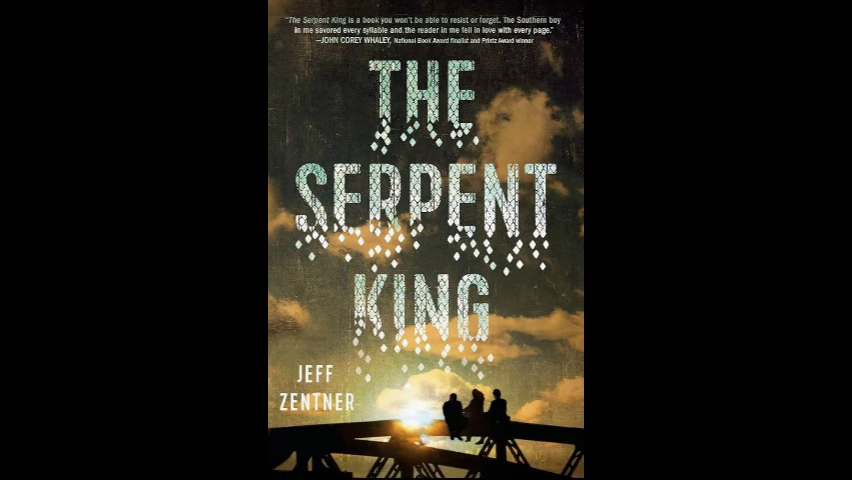 "The Serpent King is a book you won't be able to resist or forget. The Southern boy
in me savored every syllable and the reader in me fell in love with every page."
—JOHN COREY WHALEY, National Book Award finalist and Printz Award winner
THE
SERPENT
KING
JEFF
ZENTNER